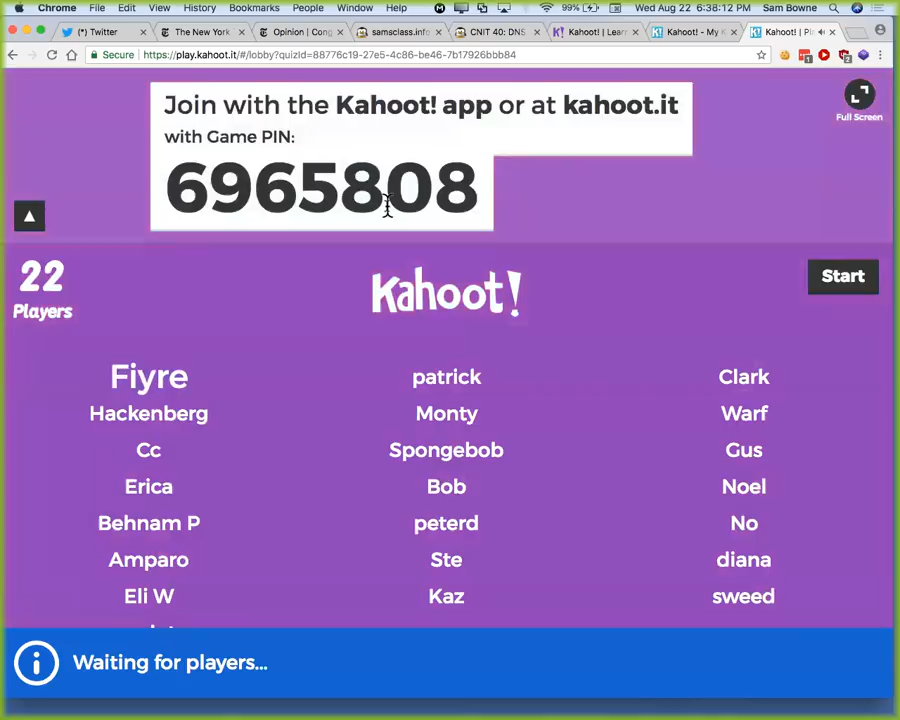 Chrome File Edit View History Bookmarks People Window Help 99% Wed Aug 22 6:38:12 PM Sam Bowne
(*) Twitter The New York Opinion | Cong samsclass.info CNIT 40: DNS Kahoot! | Learn Kahoot! - My K Kahoot! | Pl
Secure https://play.kahoot.it/#/lobby?quizId=88776c19-27e5-4c86-be46-7b17926bbb84
Join with the Kahoot! app or at kahoot.it
with Game PIN:
6965808
Full Screen
22
Players
Kahoot!
Start
Fiyre patrick Clark
Hackenberg Monty Warf
Cc Spongebob Gus
Erica Bob Noel
Behnam P peterd No
Amparo Ste diana
Eli W Kaz sweed
Waiting for players...